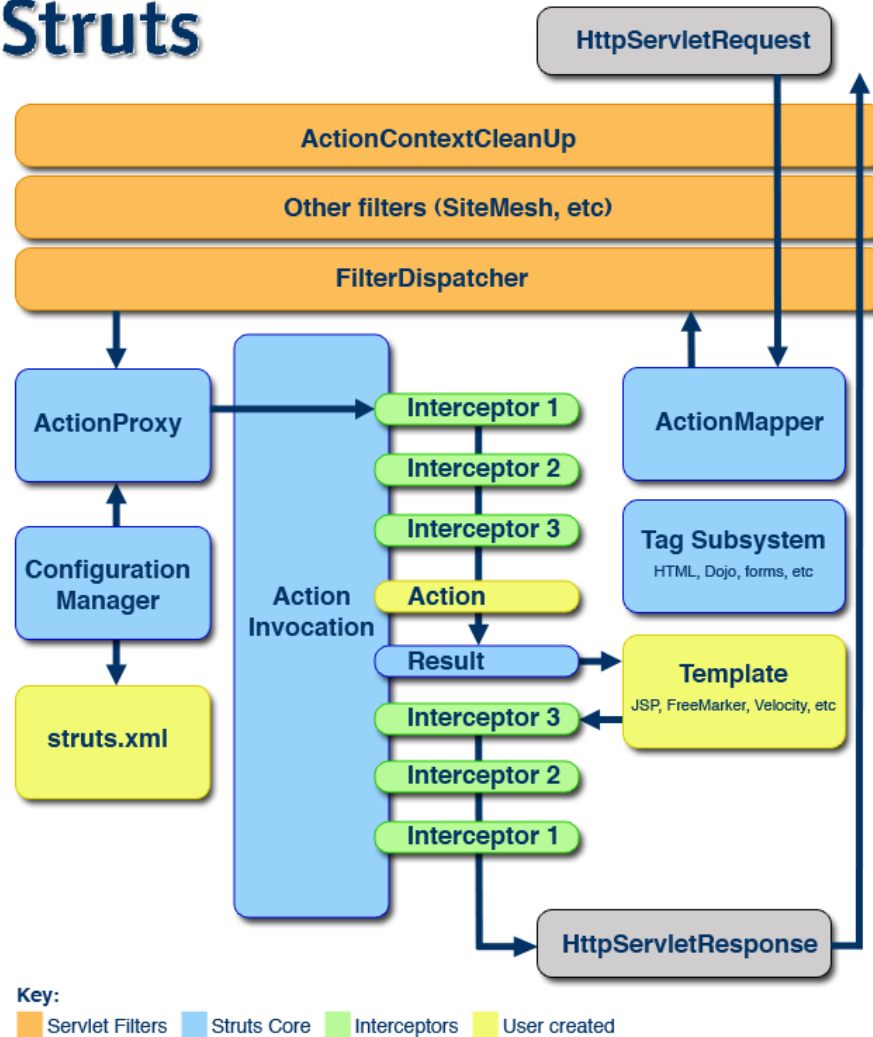 Struts
HttpServletRequest
ActionContextCleanUp
Other filters (SiteMesh, etc)
FilterDispatcher
ActionProxy
Interceptor 1
ActionMapper
Interceptor 2
Interceptor 3
Tag Subsystem
HTML, Dojo, forms, etc
Configuration
Manager
Action
Invocation
Action
Result
Template
JSP, FreeMarker, Velocity, etc
struts.xml
Interceptor 3
Interceptor 2
Interceptor 1
HttpServletResponse
Key:
Servlet Filters Struts Core Interceptors User created